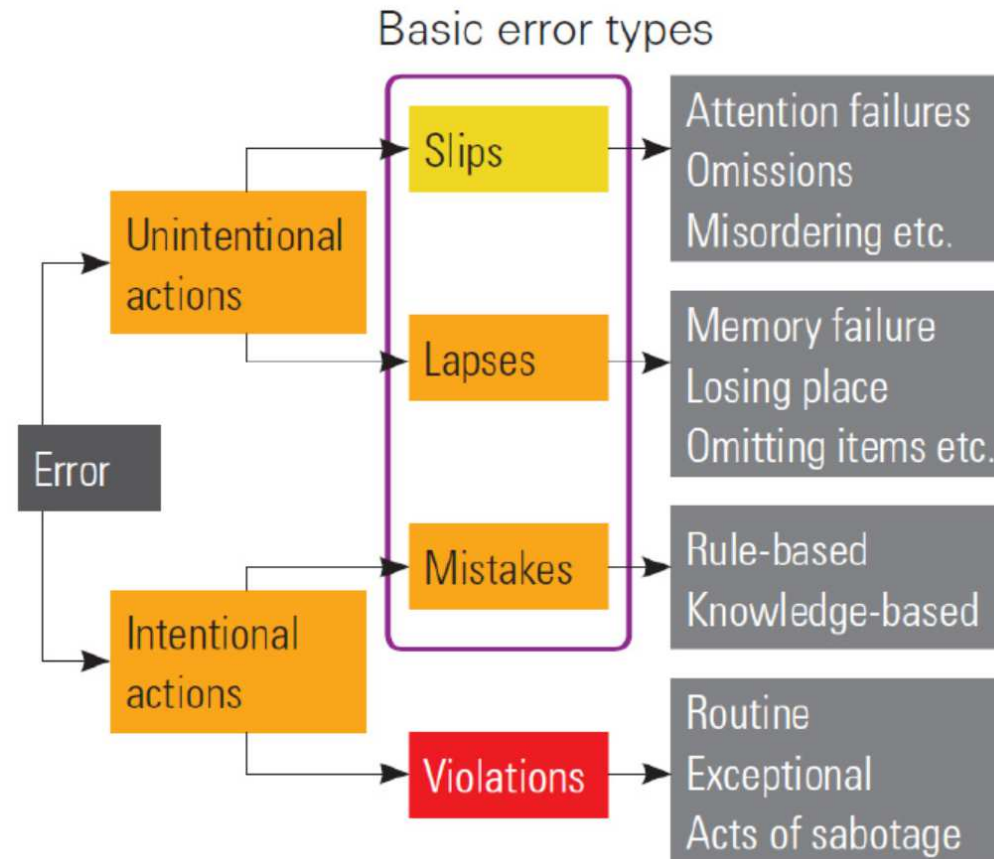 Basic error types
Slips
Attention failures
Omissions
Misordering etc.
Unintentional
actions
Lapses
Memory failure
Losing place
Omitting items etc.
Error
Mistakes
Rule-based
Knowledge-based
Intentional
actions
Violations
Routine
Exceptional
Acts of sabotage